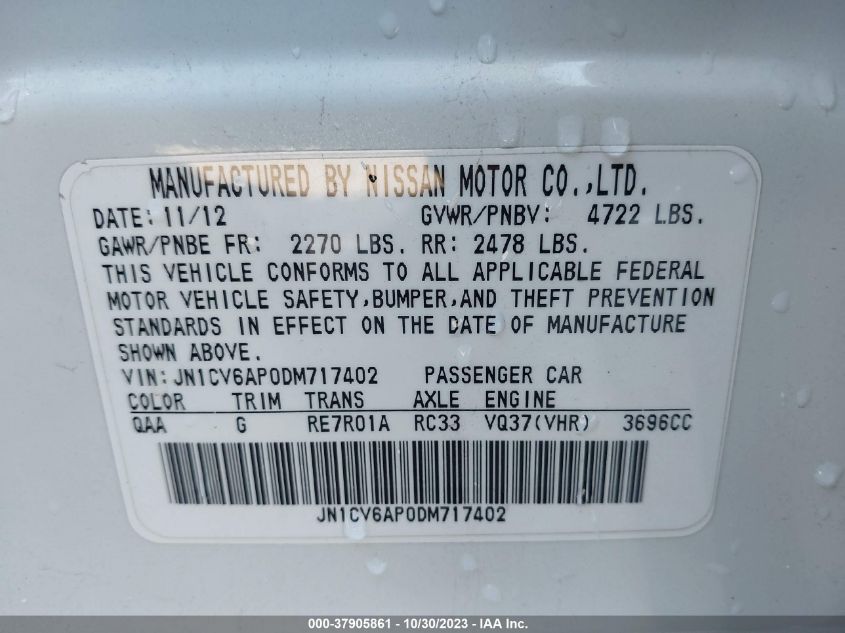 MANUFACTURED BY NISSAN MOTOR CO.,LTD.
DATE: 11/12 GVWR/PNBV: 4722 LBS.
GAWR/PNBE FR: 2270 LBS. RR: 2478 LBS.
THIS VEHICLE CONFORMS TO ALL APPLICABLE FEDERAL
MOTOR VEHICLE SAFETY,BUMPER,AND THEFT PREVENTION
STANDARDS IN EFFECT ON THE DATE OF MANUFACTURE
SHOWN ABOVE.
VIN: JN1CV6AP0DM717402 PASSENGER CAR
COLOR TRIM TRANS AXLE ENGINE
QAA G RE7R01A RC33 VQ37(VHR) 3696CC
JN1CV6AP0DM717402
000-37905861 - 10/30/2023 - IAA Inc.